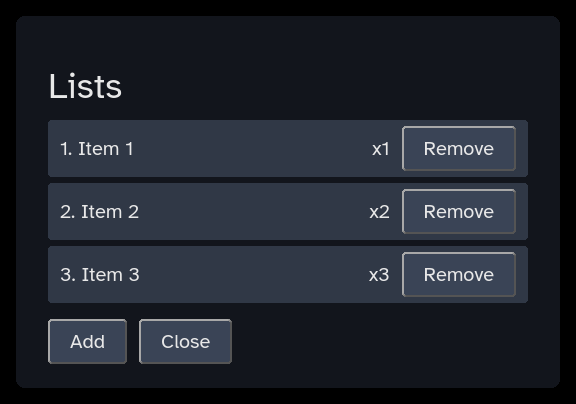 Lists
1. Item 1 x1 Remove
2. Item 2 x2 Remove
3. Item 3 x3 Remove
Add Close